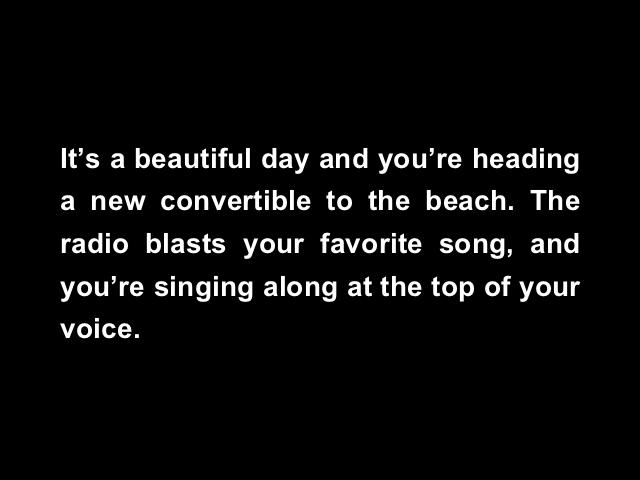 It’s a beautiful day and you’re heading
a new convertible to the beach. The
radio blasts your favorite song, and
you’re singing along at the top of your
voice.